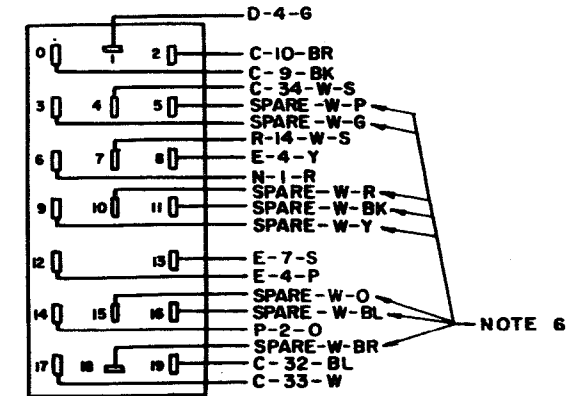 D-4-G
0 1 2 C-10-BR
C-9-BK
C-34-W-S
3 4 5 SPARE-W-P
SPARE-W-G
R-14-W-S
6 7 8 E-4-Y
N-1-R
SPARE-W-R
9 10 11 SPARE-W-BK
SPARE-W-Y
12 13 E-7-S
E-4-P
SPARE-W-O
14 15 16 SPARE-W-BL NOTE 6
P-2-O
SPARE-W-BR
17 18 19 C-32-BL
C-33-W